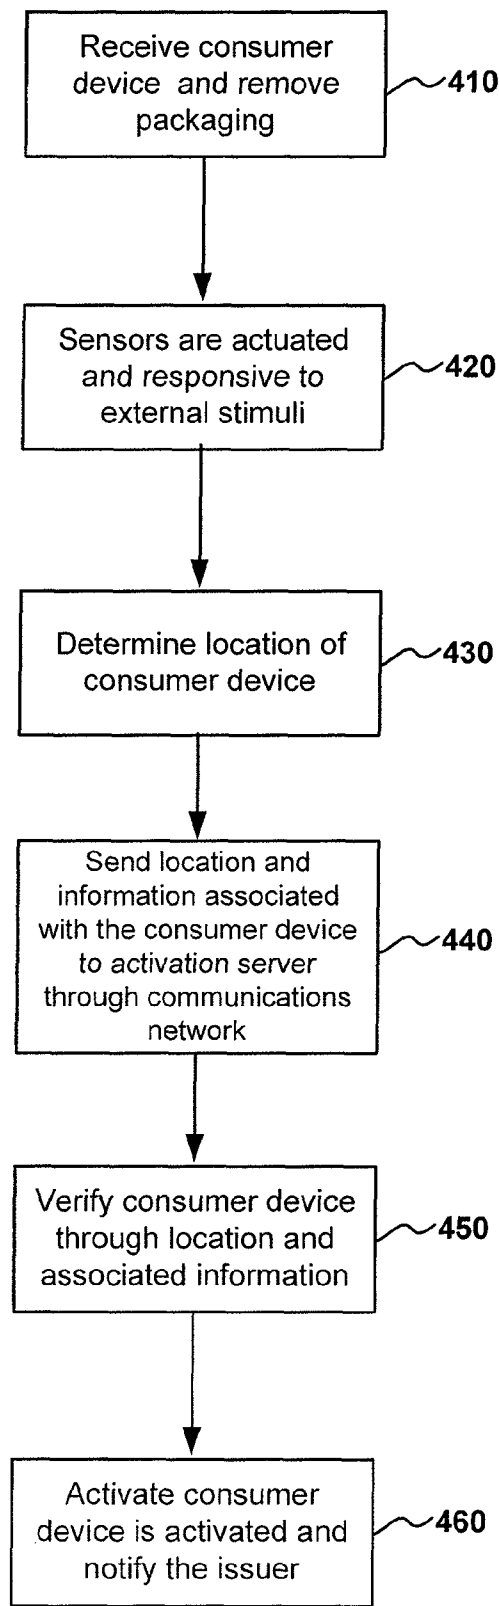 Receive consumer
device and remove
packaging
410
Sensors are actuated
and responsive to
external stimuli
420
Determine location of
consumer device
430
Send location and
information associated
with the consumer device
to activation server
through communications
network
440
Verify consumer device
through location and
associated information
450
Activate consumer
device is activated and
notify the issuer
460